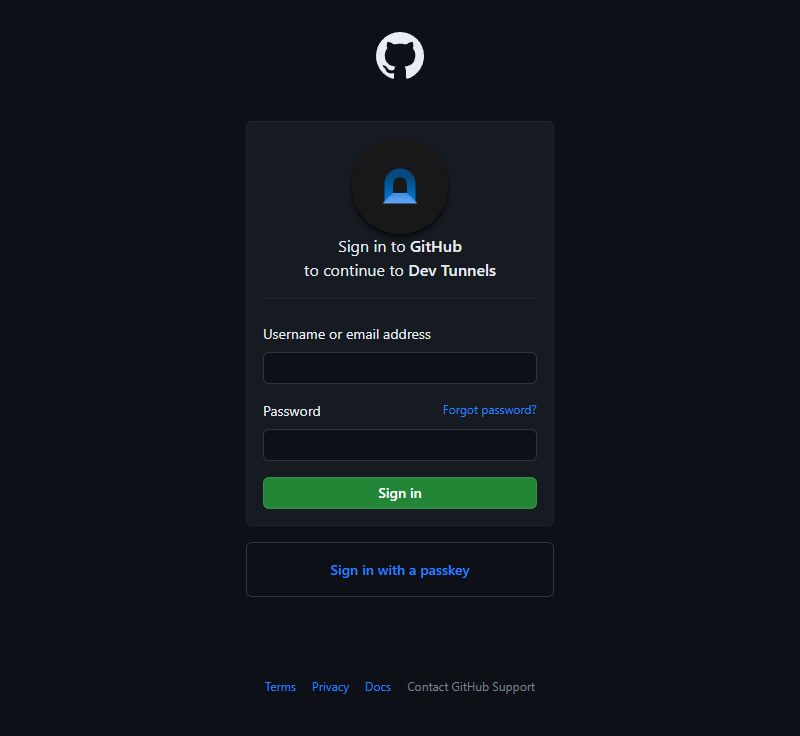 Sign in to GitHub
to continue to Dev Tunnels
Username or email address
Password Forgot password?
Sign in
Sign in with a passkey
Terms Privacy Docs Contact GitHub Support